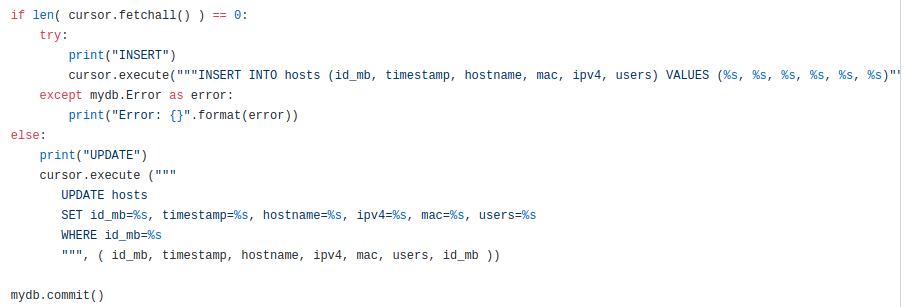 if len( cursor.fetchall() ) == 0:
    try:
        print("INSERT")
        cursor.execute("""INSERT INTO hosts (id_mb, timestamp, hostname, mac, ipv4, users) VALUES (%s, %s, %s, %s, %s, %s)""
    except mydb.Error as error:
        print("Error: {}".format(error))
else:
    print("UPDATE")
    cursor.execute ("""
       UPDATE hosts
       SET id_mb=%s, timestamp=%s, hostname=%s, ipv4=%s, mac=%s, users=%s
       WHERE id_mb=%s
       """, ( id_mb, timestamp, hostname, ipv4, mac, users, id_mb ))
mydb.commit()